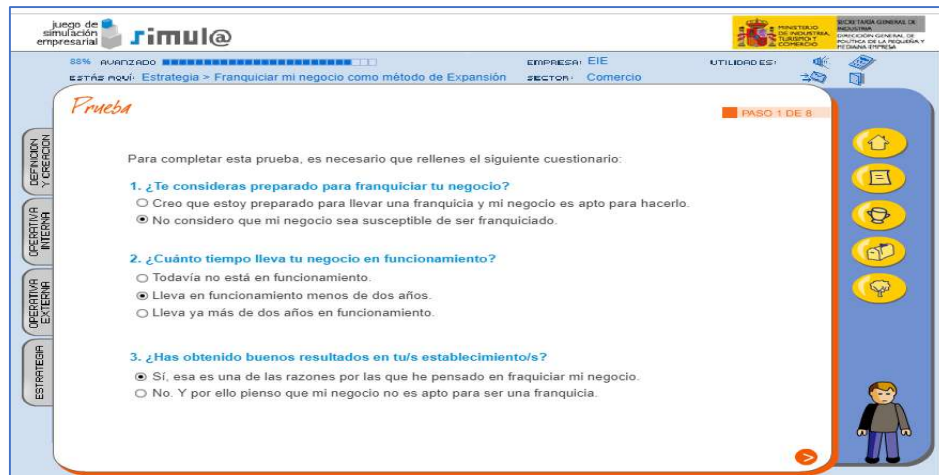 juego de
simulación
empresarial
simul@
MINISTERIO
DE INDUSTRIA,
TURISMO Y
COMERCIO
SECRETARÍA GENERAL DE
INDUSTRIA
DIRECCIÓN GENERAL DE
POLÍTICA DE LA PEQUEÑA Y
MEDIANA EMPRESA
88% AVANZADO
EMPRESA: EIE
UTILIDADES:
ESTÁS AQUÍ: Estrategia > Franquiciar mi negocio como método de Expansión
SECTOR: Comercio
Prueba
PASO 1 DE 8
DEFINICION
Y CREACION
OPERATIVA
INTERNA
OPERATIVA
EXTERNA
ESTRATEGIA
Para completar esta prueba, es necesario que rellenes el siguiente cuestionario:
1. ¿Te consideras preparado para franquiciar tu negocio?
Creo que estoy preparado para llevar una franquicia y mi negocio es apto para hacerlo.
No considero que mi negocio sea susceptible de ser franquiciado.
2. ¿Cuánto tiempo lleva tu negocio en funcionamiento?
Todavía no está en funcionamiento.
Lleva en funcionamiento menos de dos años.
Lleva ya más de dos años en funcionamiento.
3. ¿Has obtenido buenos resultados en tu/s establecimiento/s?
Sí, esa es una de las razones por las que he pensado en fraquiciar mi negocio.
No. Y por ello pienso que mi negocio no es apto para ser una franquicia.